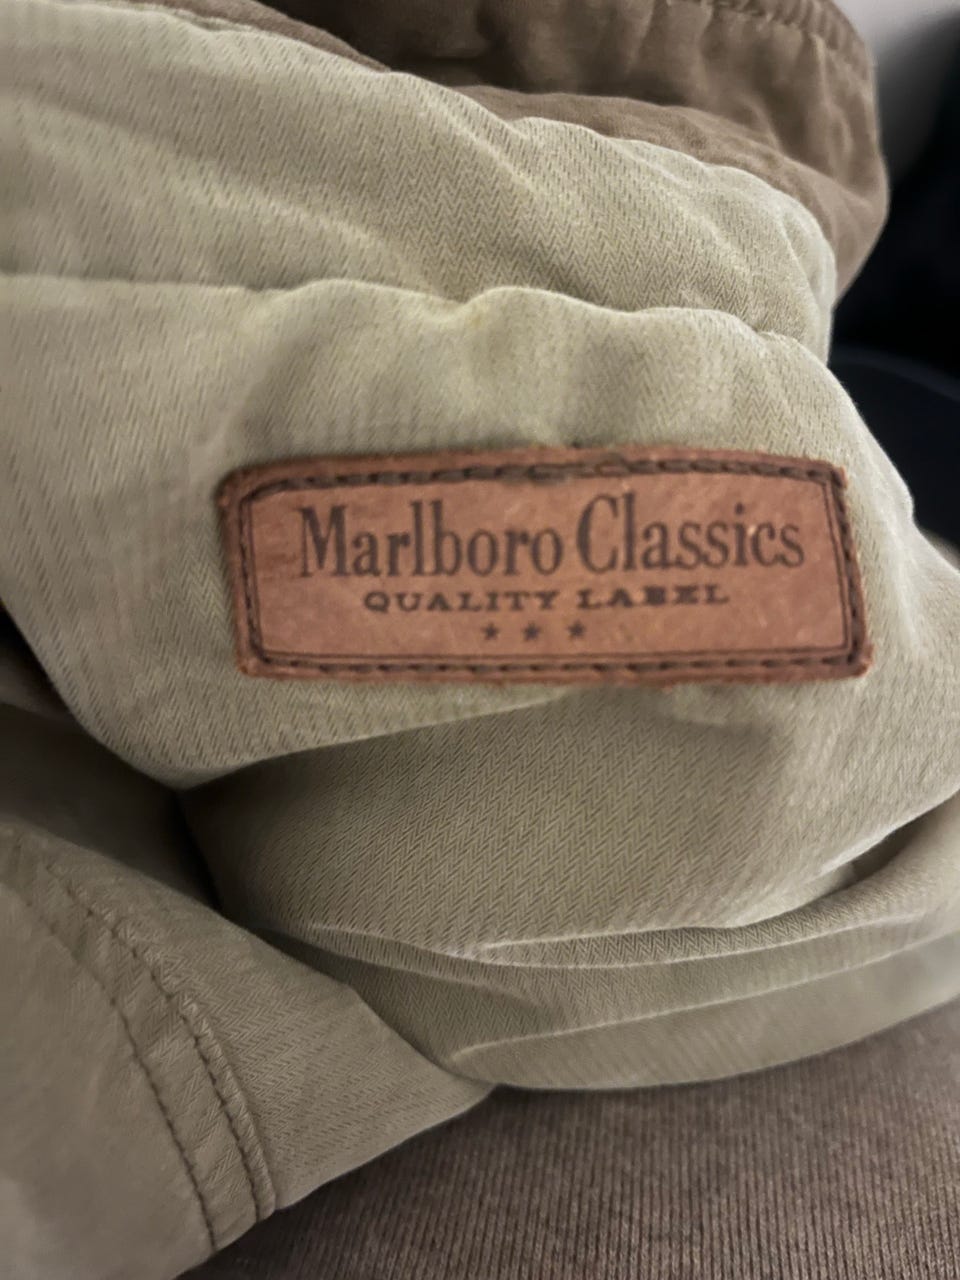 Marlboro Classics
QUALITY LABEL
★ ★ ★